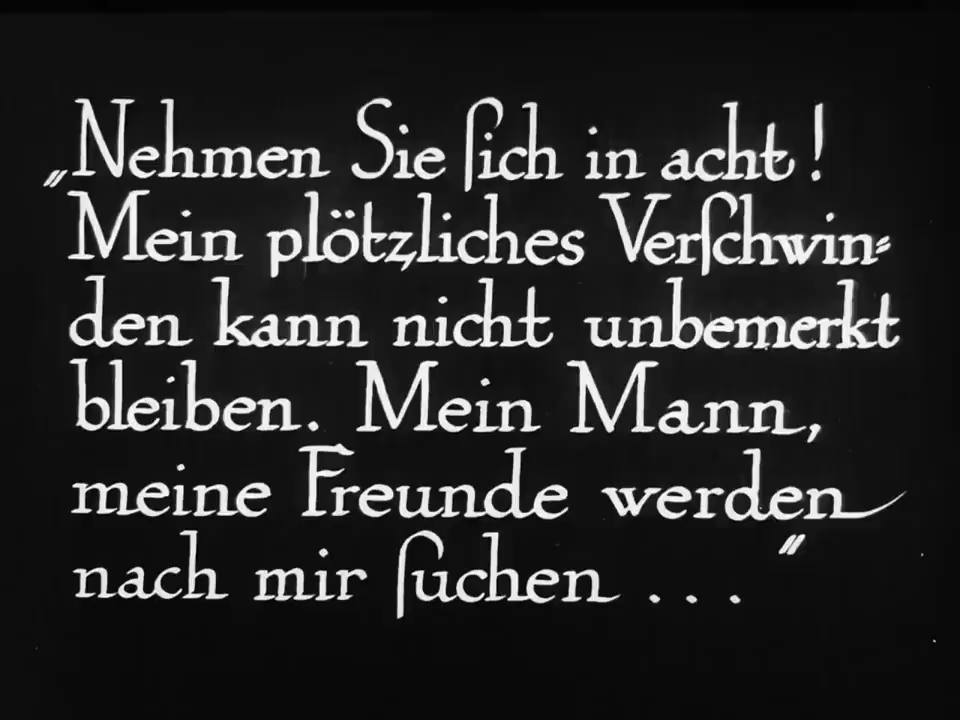 „Nehmen Sie ſich in acht!
Mein plötzliches Verſchwin⸗
den kann nicht unbemerkt
bleiben. Mein Mann,
meine Freunde werden
nach mir ſuchen . . . "